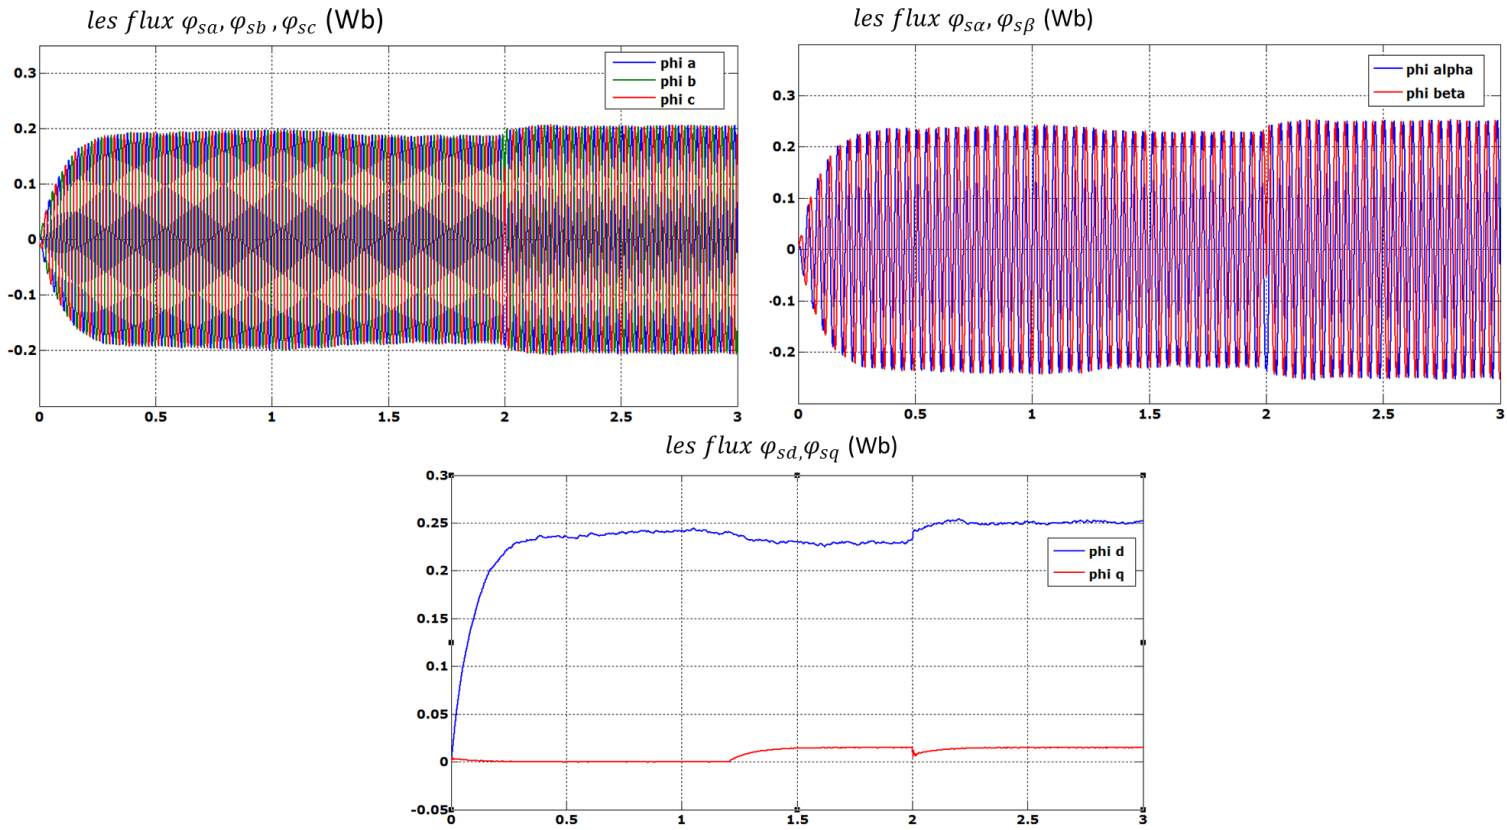 les flux φsa, φsb , φsc (Wb)
0.3
0.2
0.1
0
-0.1
-0.2
0 0.5 1 1.5 2 2.5 3
phi a
phi b
phi c
les flux φsα, φsβ (Wb)
0.3
0.2
0.1
0
-0.1
-0.2
0 0.5 1 1.5 2 2.5 3
phi alpha
phi beta
les flux φsd,φsq (Wb)
0.3
0.25
0.2
0.15
0.1
0.05
0
-0.05
0 0.5 1 1.5 2 2.5 3
phi d
phi q